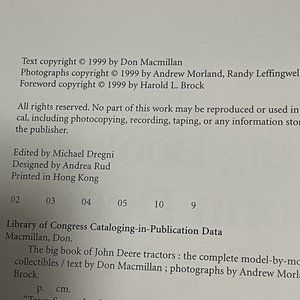 Text copyright © 1999 by Don Macmillan
Photographs copyright © 1999 by Andrew Morland, Randy Leffingwel
Foreword copyright © 1999 by Harold L. Brock
All rights reserved. No part of this work may be reproduced or used in
cal, including photocopying, recording, taping, or any information stor
the publisher.
Edited by Michael Dregni
Designed by Andrea Rud
Printed in Hong Kong
02 03 04 05 10 9
Library of Congress Cataloging-in-Publication Data
Macmillan, Don.
The big book of John Deere tractors : the complete model-by-mo
collectibles / text by Don Macmillan ; photographs by Andrew Morl
Brock.
p. cm.